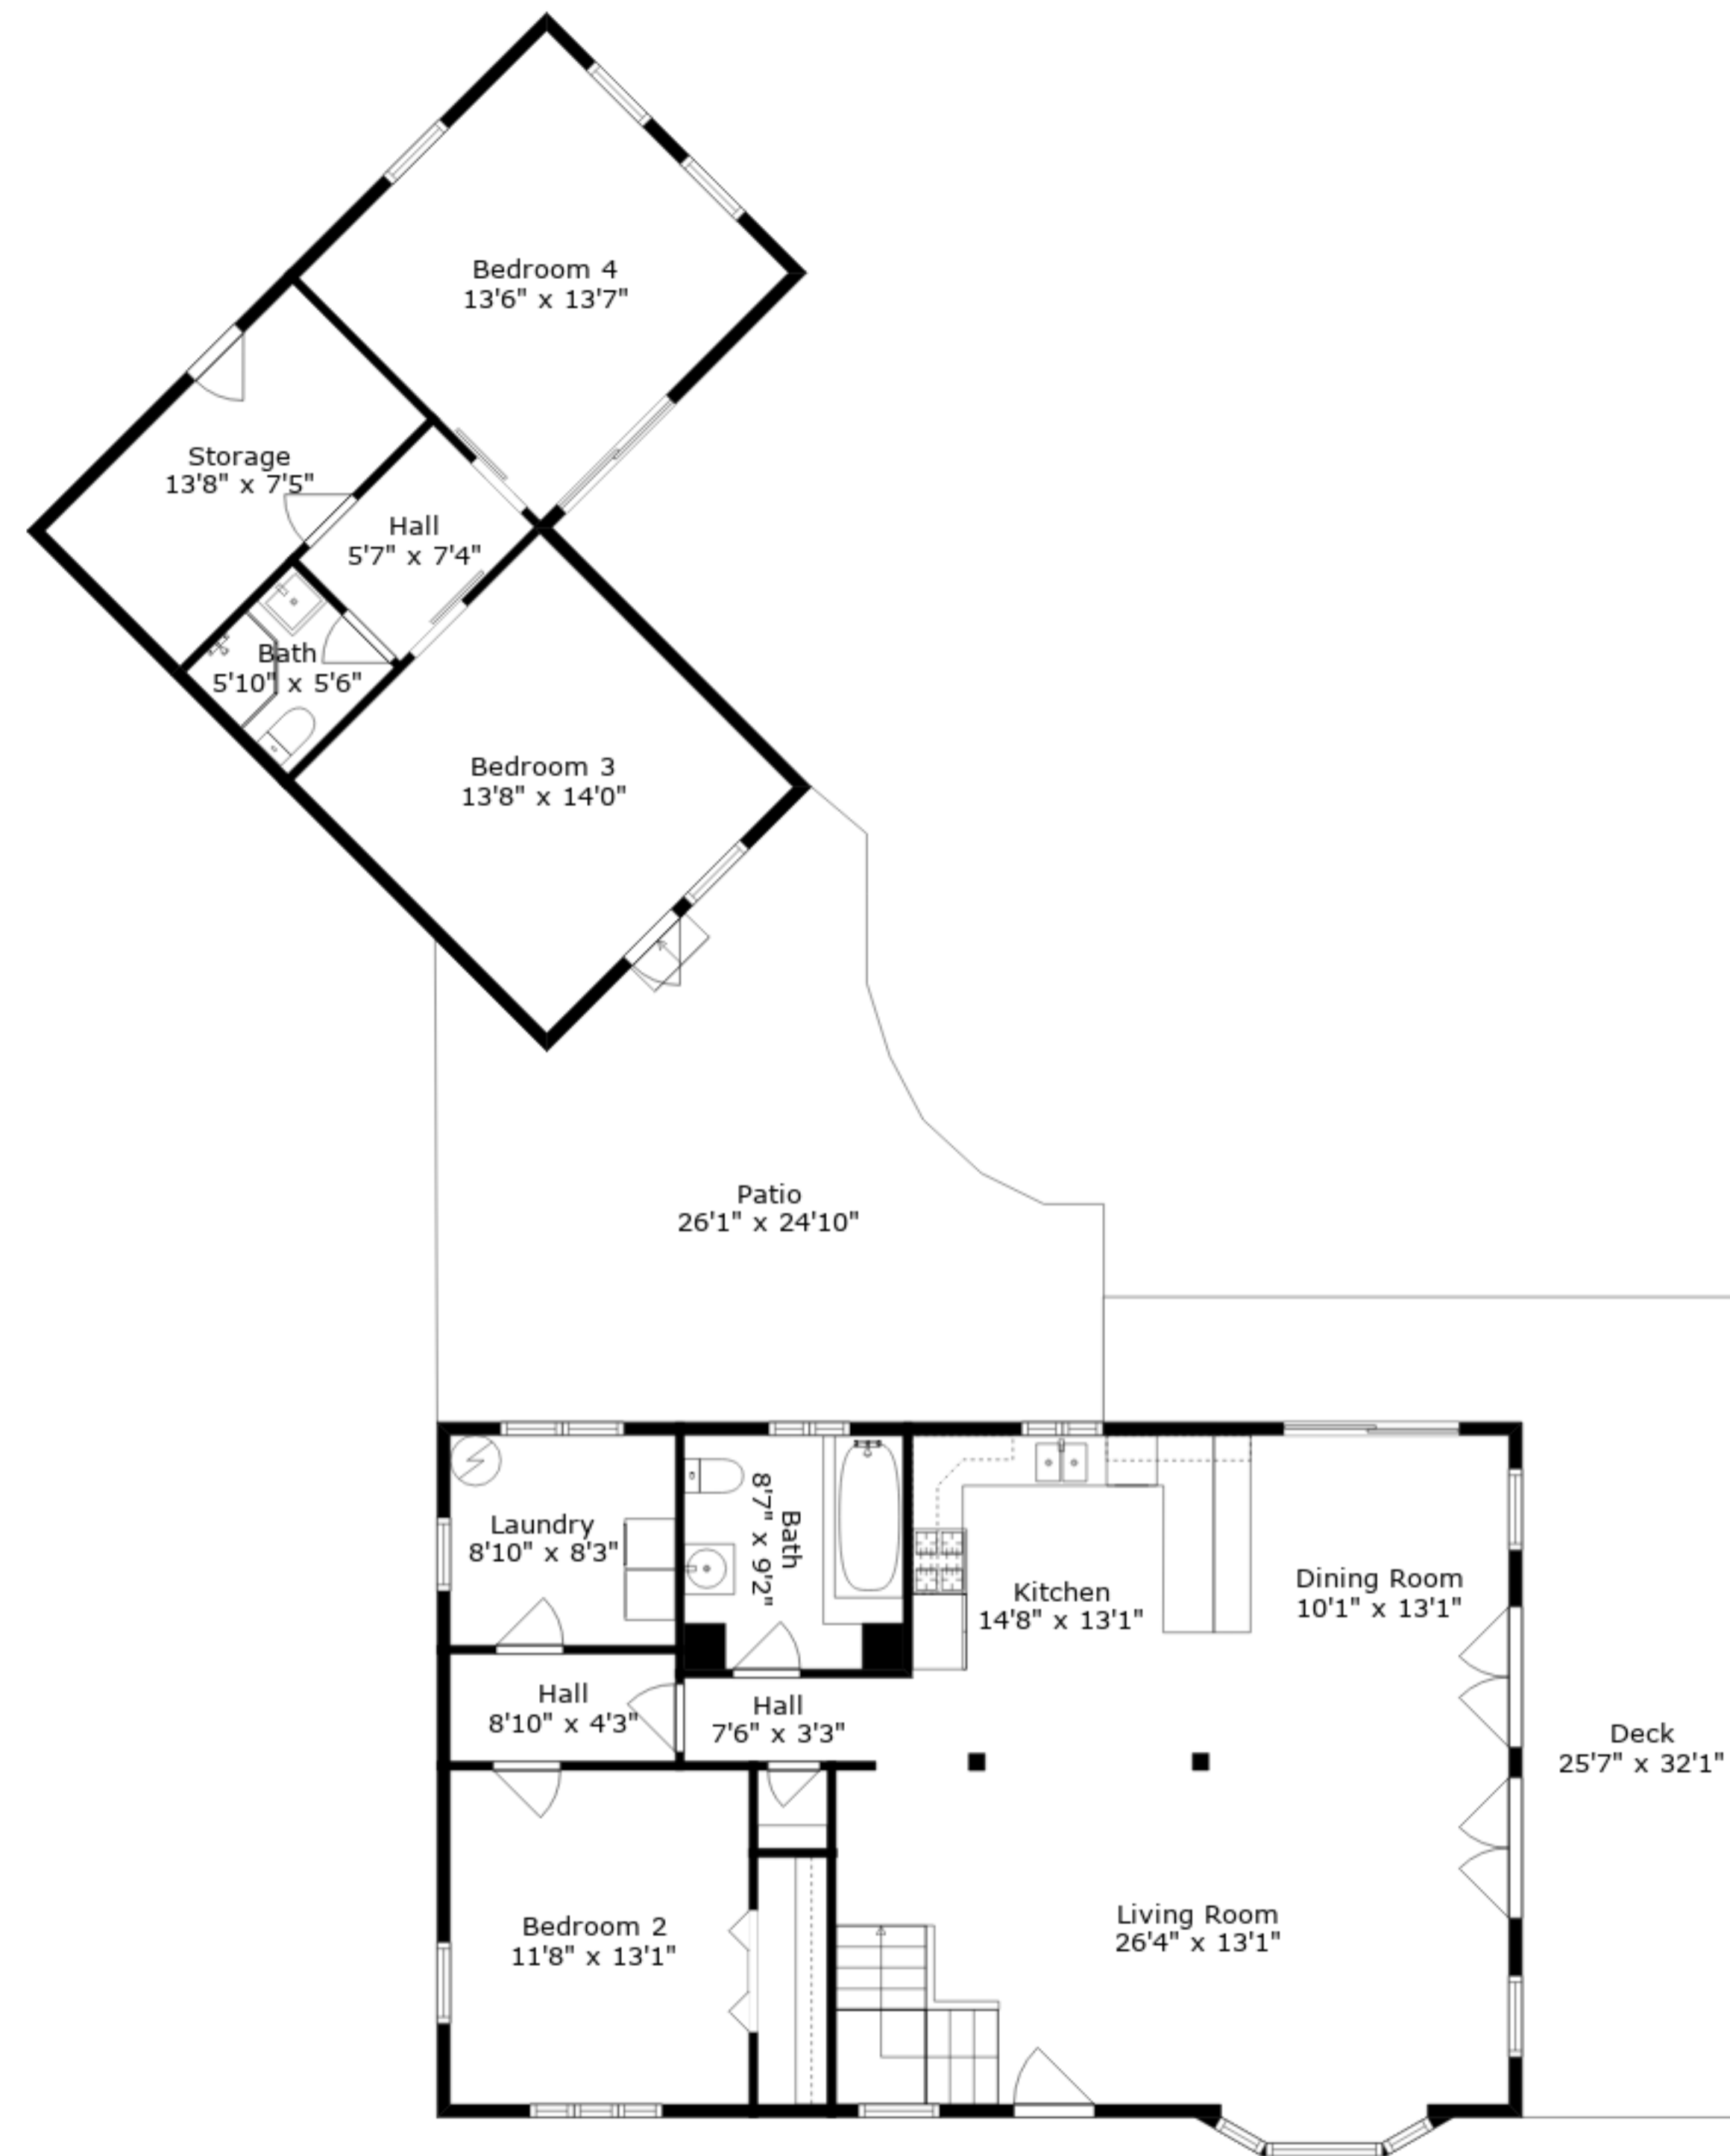 Bedroom 4
13'6" x 13'7"
Storage
13'8" x 7'5"
Hall
5'7" x 7'4"
Bath
5'10" x 5'6"
Bedroom 3
13'8" x 14'0"
Patio
26'1" x 24'10"
Laundry
8'10" x 8'3"
Bath
8'7" x 9'2"
Kitchen
14'8" x 13'1"
Dining Room
10'1" x 13'1"
Hall
8'10" x 4'3"
Hall
7'6" x 3'3"
Deck
25'7" x 32'1"
Bedroom 2
11'8" x 13'1"
Living Room
26'4" x 13'1"